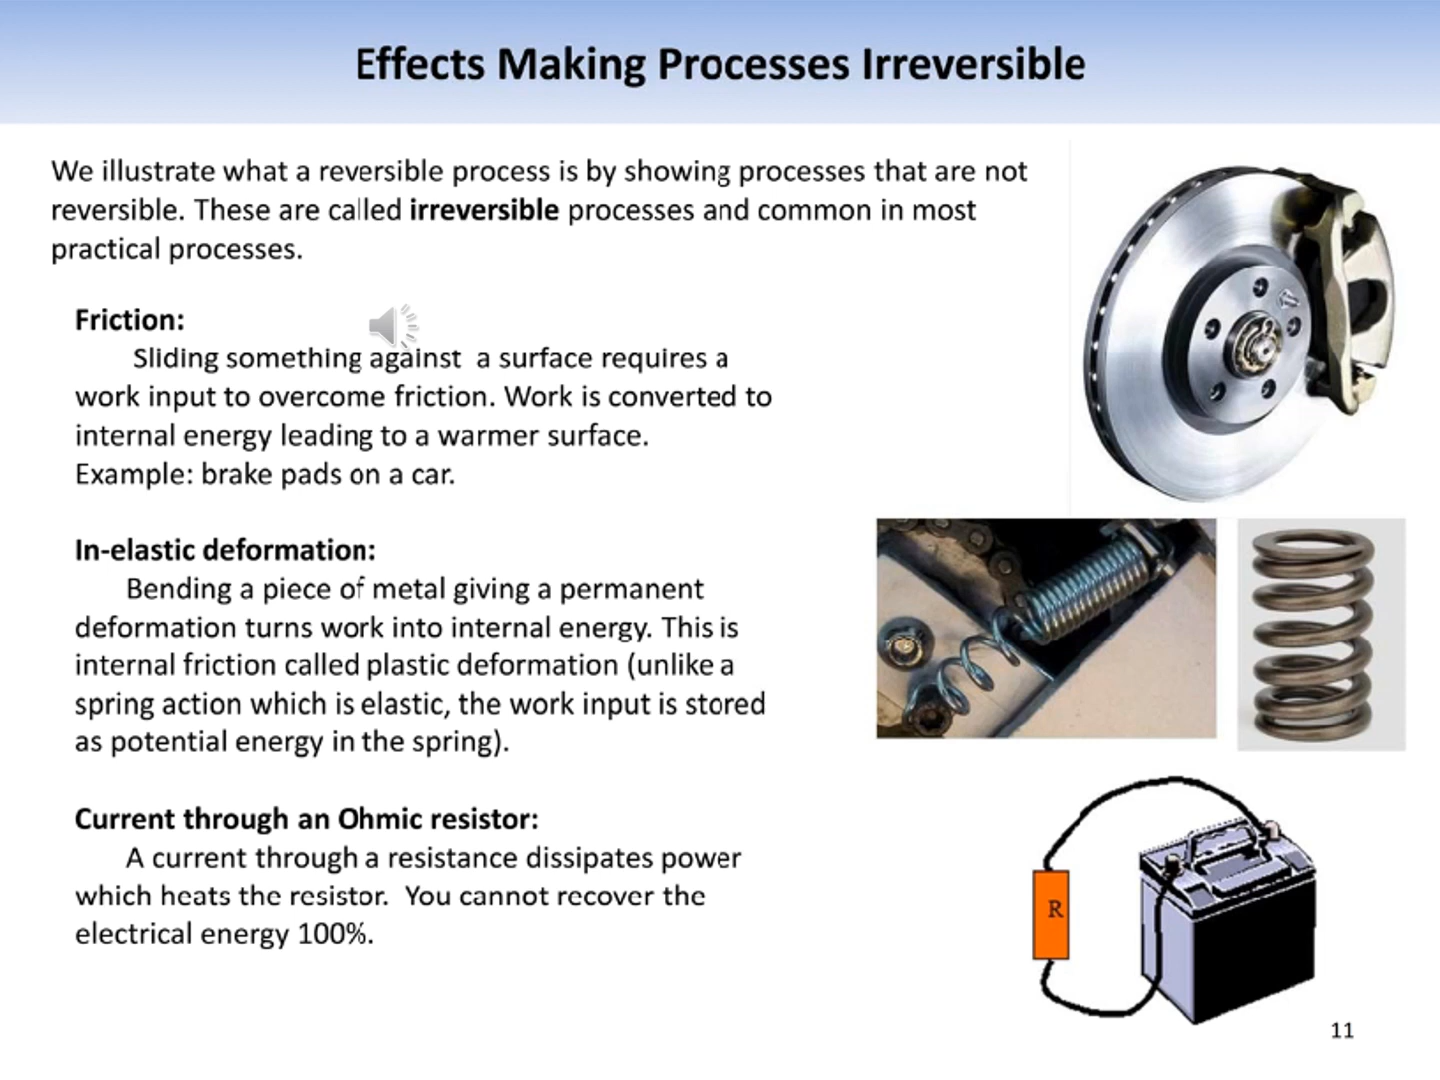 Effects Making Processes Irreversible
We illustrate what a reversible process is by showing processes that are not
reversible. These are called irreversible processes and common in most
practical processes.
Friction:
Sliding something against a surface requires a
work input to overcome friction. Work is converted to
internal energy leading to a warmer surface.
Example: brake pads on a car.
In-elastic deformation:
Bending a piece of metal giving a permanent
deformation turns work into internal energy. This is
internal friction called plastic deformation (unlike a
spring action which is elastic, the work input is stored
as potential energy in the spring).
Current through an Ohmic resistor:
A current through a resistance dissipates power
which heats the resistor. You cannot recover the
electrical energy 100%.
R
11